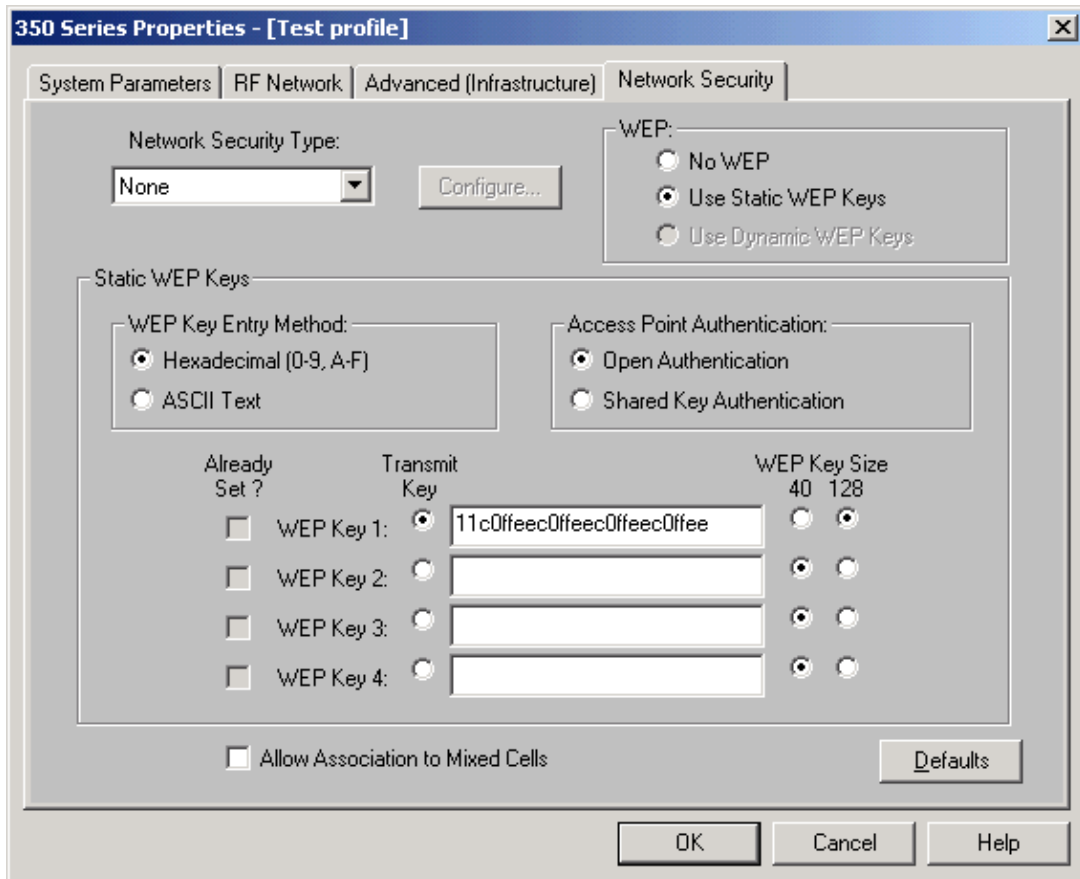 350 Series Properties - [Test profile]
System Parameters RF Network Advanced (Infrastructure) Network Security
Network Security Type:
None
Configure...
WEP:
No WEP
Use Static WEP Keys
Use Dynamic WEP Keys
Static WEP Keys
WEP Key Entry Method:
Hexadecimal (0-9, A-F)
ASCII Text
Access Point Authentication:
Open Authentication
Shared Key Authentication
Already
Set ?
Transmit
Key
WEP Key Size
40 128
WEP Key 1: 11c0ffeec0ffeec0ffeec0ffee
WEP Key 2:
WEP Key 3:
WEP Key 4:
Allow Association to Mixed Cells
Defaults
OK Cancel Help